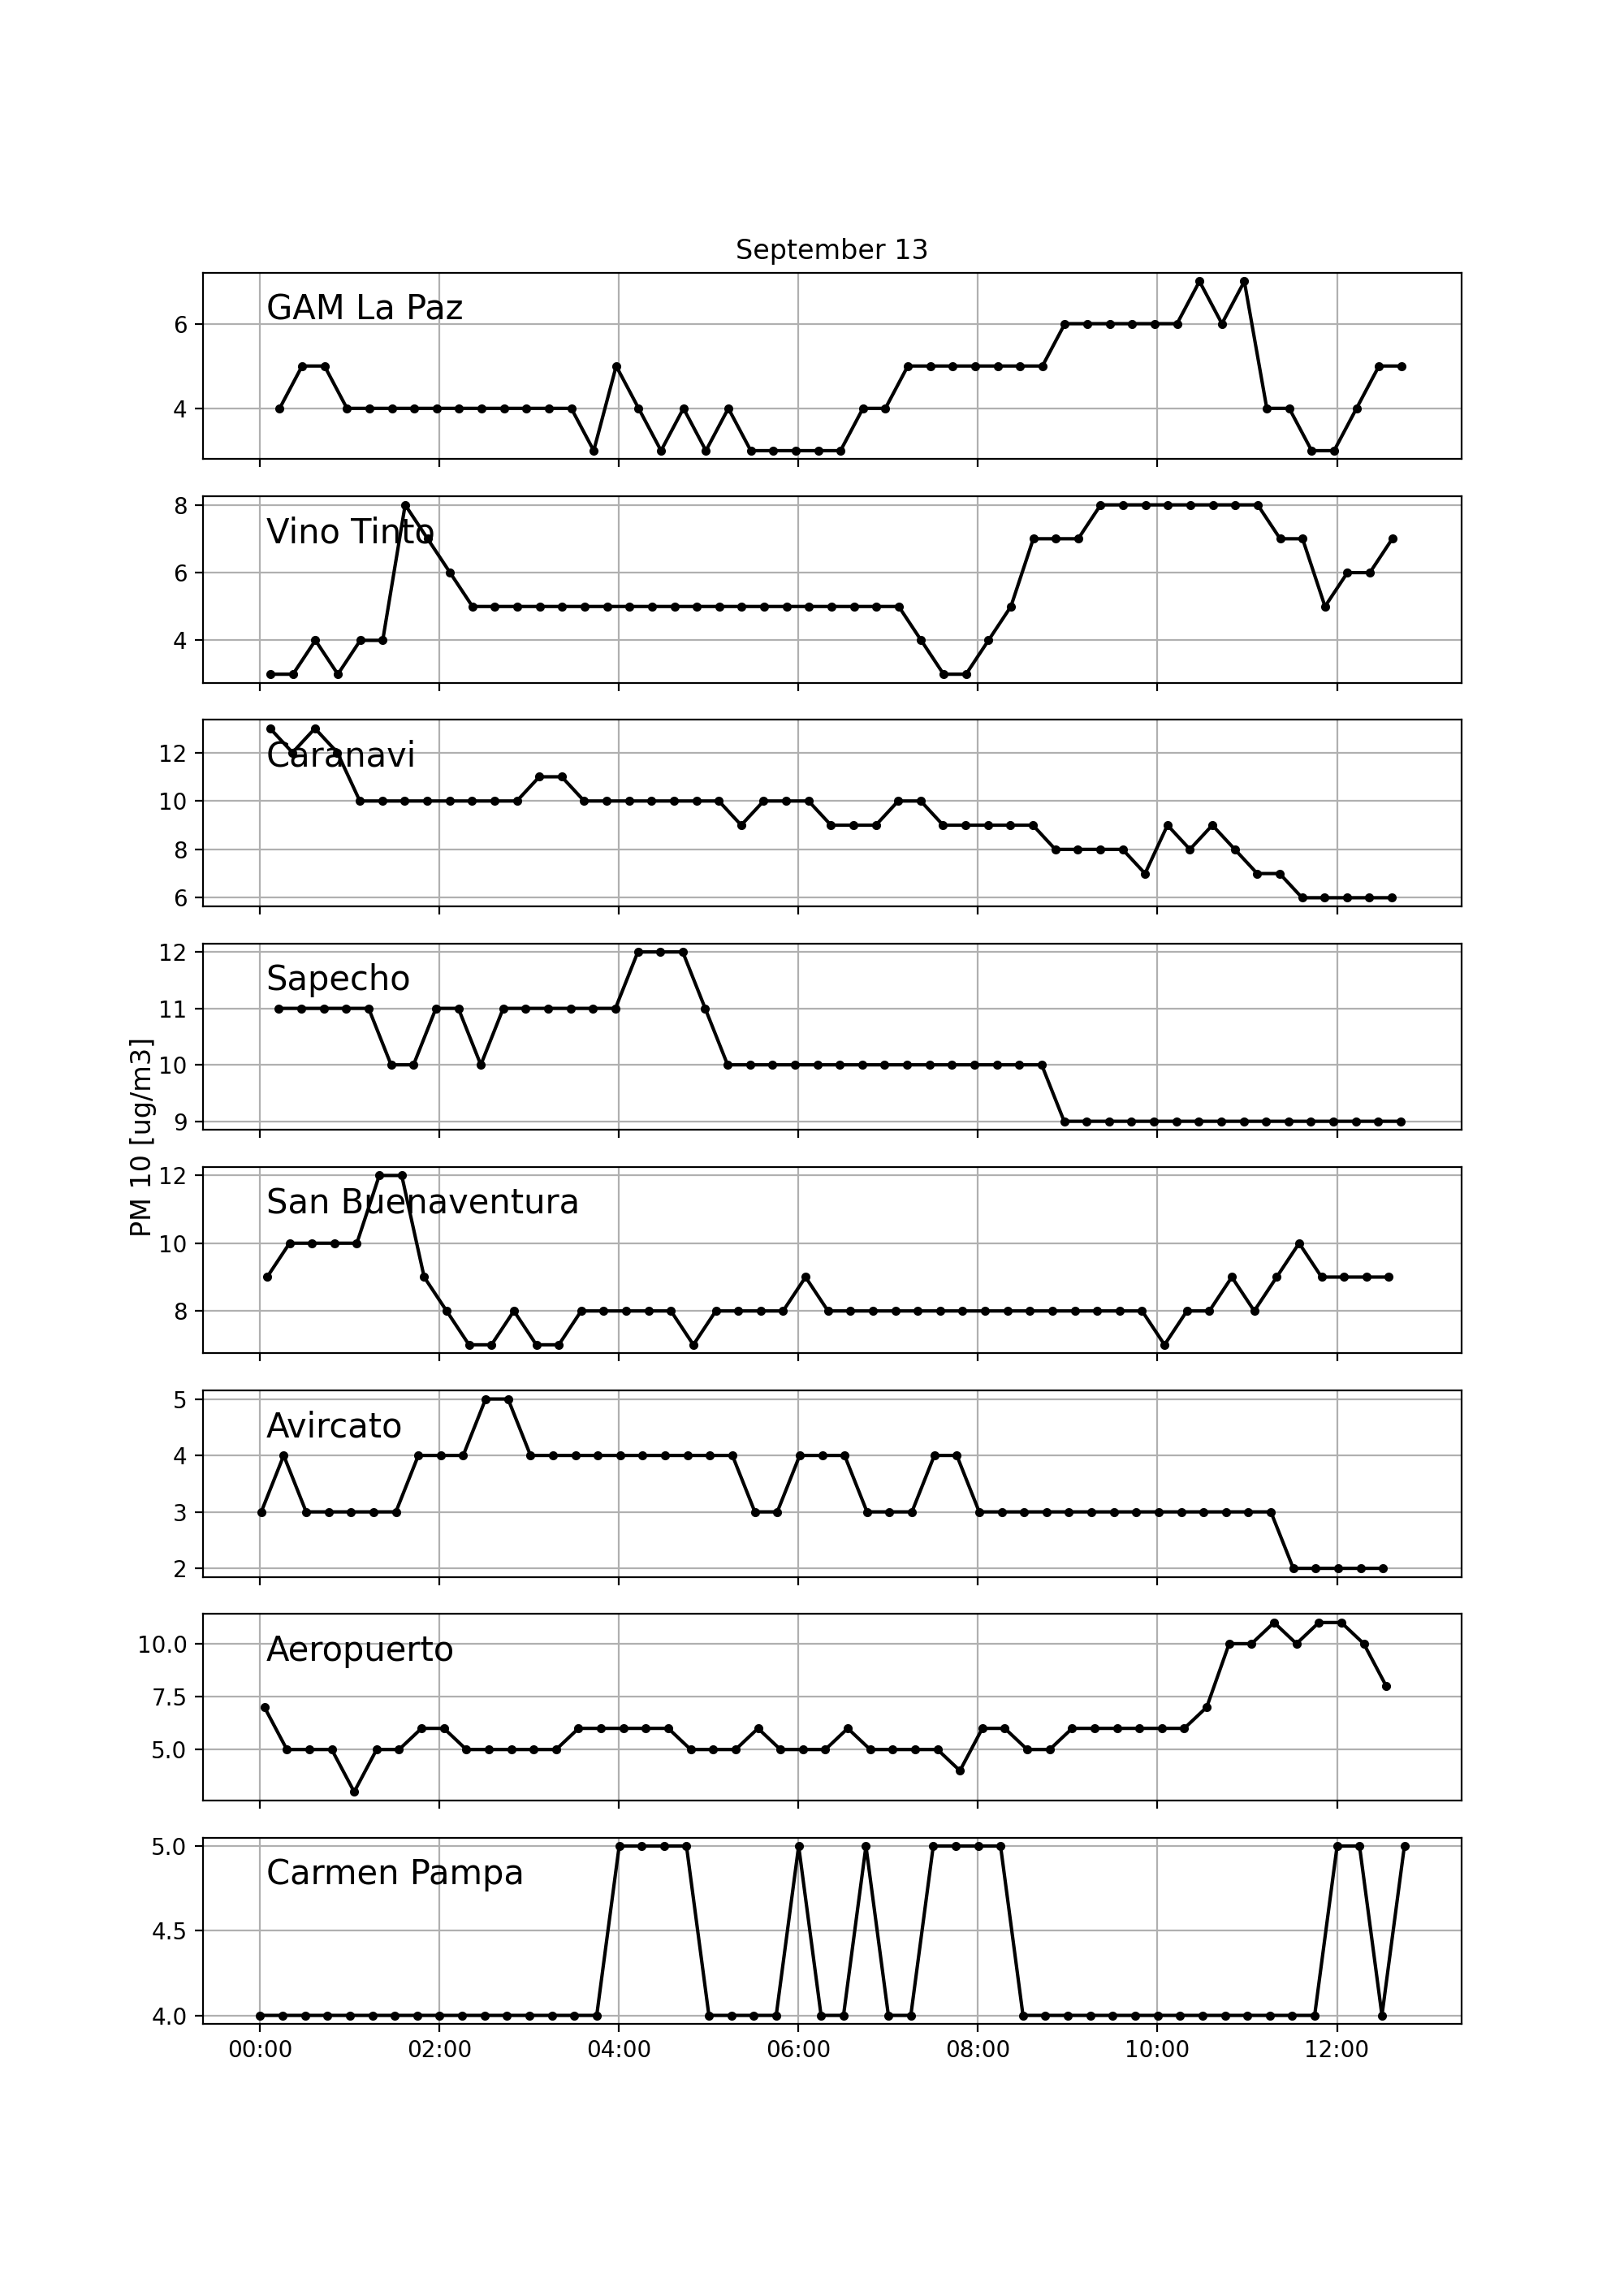 September 13
GAM La Paz
6
4
Vino Tinto
8
6
4
Caranavi
12
10
8
6
Sapecho
12
11
10
9
PM 10 [ug/m3]
San Buenaventura
12
10
8
Avircato
5
4
3
2
Aeropuerto
10.0
7.5
5.0
Carmen Pampa
5.0
4.5
4.0
00:00 02:00 04:00 06:00 08:00 10:00 12:00